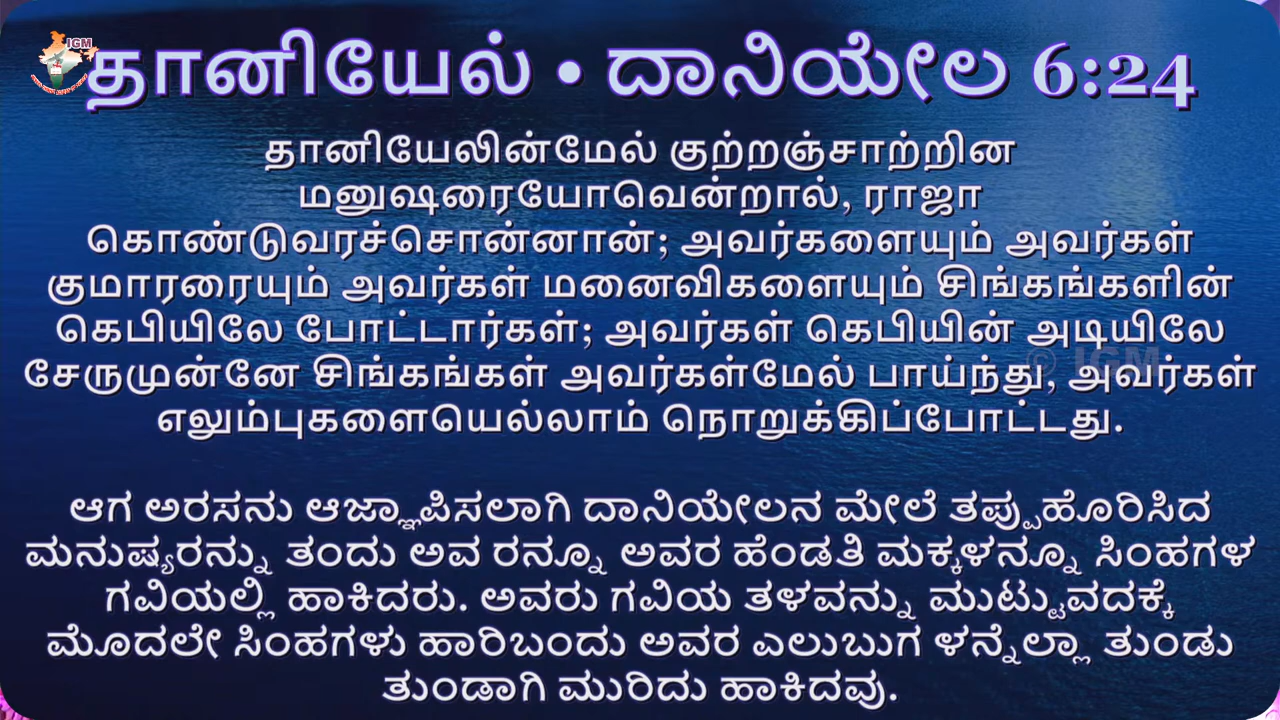 IGM
தானியேல் • ದಾನಿಯೇಲ 6:24
தானியேலின்மேல் குற்றஞ்சாற்றின
மனுஷரையோவென்றால், ராஜா
கொண்டுவரச்சொன்னான்; அவர்களையும் அவர்கள்
குமாரரையும் அவர்கள் மனைவிகளையும் சிங்கங்களின்
கெபியிலே போட்டார்கள்; அவர்கள் கெபியின் அடியிலே
சேருமுன்னே சிங்கங்கள் அவர்கள்மேல் பாய்ந்து, அவர்கள்
எலும்புகளையெல்லாம் நொறுக்கிப்போட்டது.
© IGM
ಆಗ ಅರಸನು ಆಜ್ಞಾಪಿಸಲಾಗಿ ದಾನಿಯೇಲನ ಮೇಲೆ ತಪ್ಪುಹೊರಿಸಿದ
ಮನುಷ್ಯರನ್ನು ತಂದು ಅವ ರನ್ನೂ ಅವರ ಹೆಂಡತಿ ಮಕ್ಕಳನ್ನೂ ಸಿಂಹಗಳ
ಗವಿಯಲ್ಲಿ ಹಾಕಿದರು. ಅವರು ಗವಿಯ ತಳವನ್ನು ಮುಟ್ಟುವದಕ್ಕೆ
ಮೊದಲೇ ಸಿಂಹಗಳು ಹಾರಿಬಂದು ಅವರ ಎಲುಬುಗ ಳನ್ನೆಲ್ಲಾ ತುಂಡು
ತುಂಡಾಗಿ ಮುರಿದು ಹಾಕಿದವು.